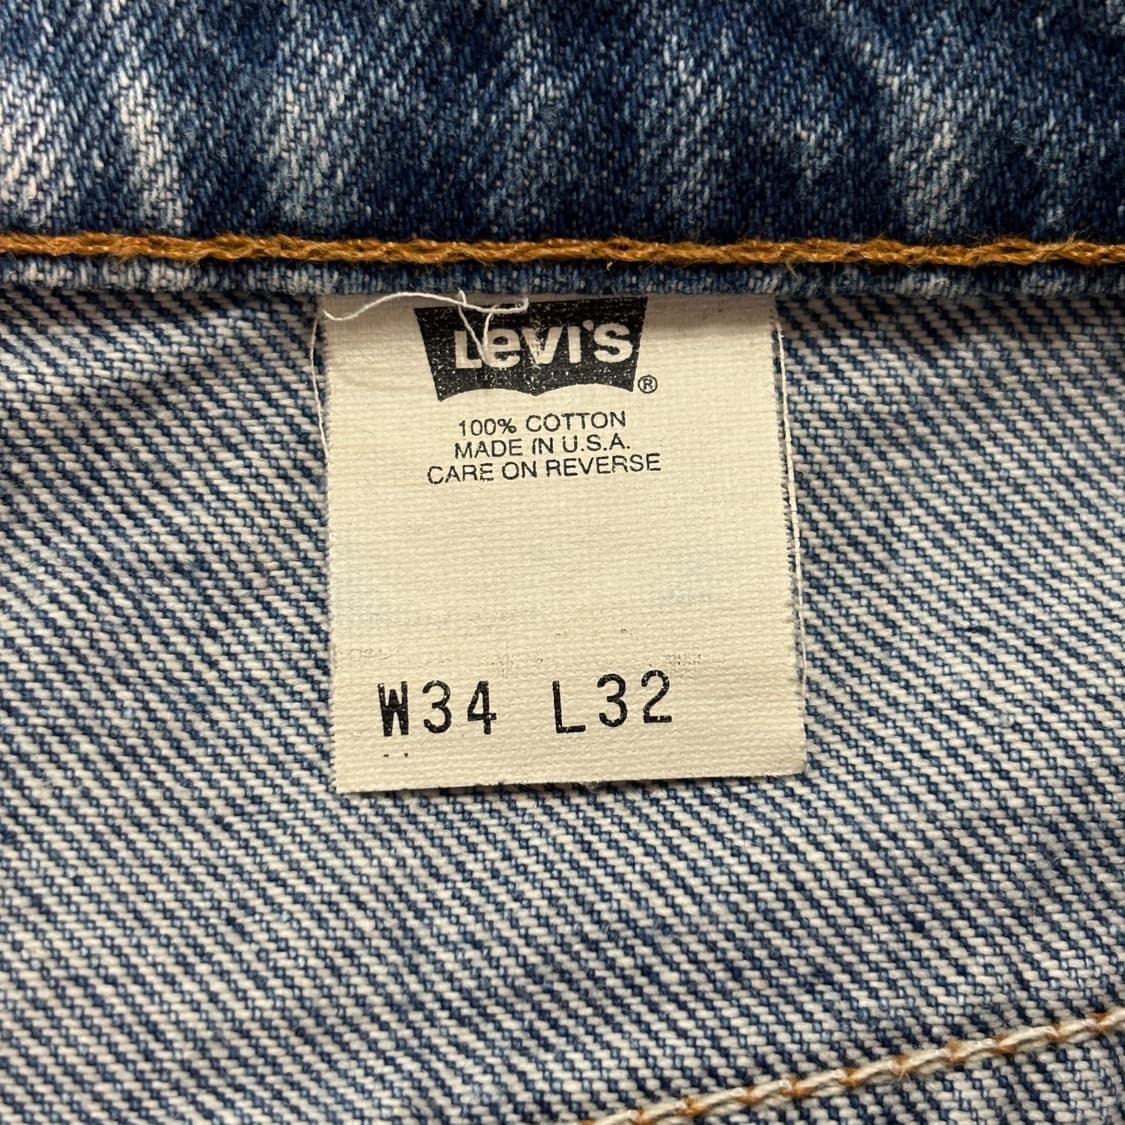 Levi's
®
100% COTTON
MADE IN U.S.A.
CARE ON REVERSE
W34 L32